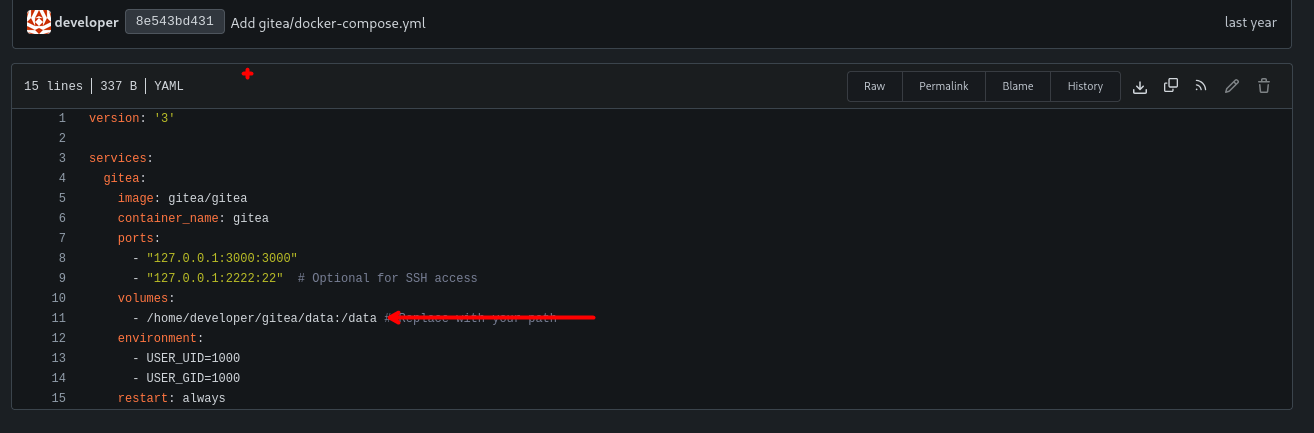 developer 8e543bd431 Add gitea/docker-compose.yml last year
15 lines 337 B YAML Raw Permalink Blame History
1 version: '3'
2
3 services:
4   gitea:
5     image: gitea/gitea
6     container_name: gitea
7     ports:
8       - "127.0.0.1:3000:3000"
9       - "127.0.0.1:2222:22"  # Optional for SSH access
10     volumes:
11       - /home/developer/gitea/data:/data # Replace with your path
12     environment:
13       - USER_UID=1000
14       - USER_GID=1000
15     restart: always